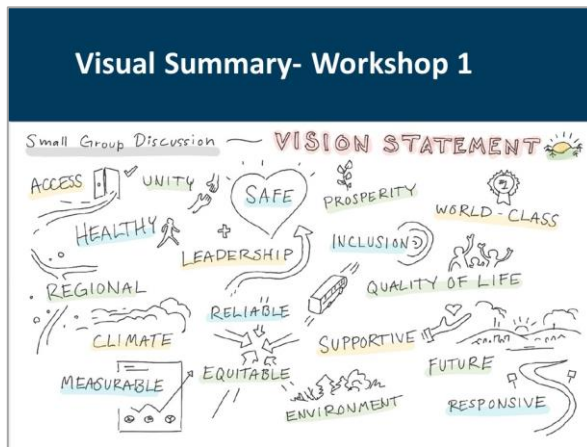 Visual Summary- Workshop 1
Small Group Discussion — VISION STATEMENT
ACCESS
UNITY
SAFE
PROSPERITY
WORLD-CLASS
HEALTHY
LEADERSHIP
INCLUSION
REGIONAL
QUALITY OF LIFE
RELIABLE
CLIMATE
SUPPORTIVE
FUTURE
MEASURABLE
EQUITABLE
ENVIRONMENT
RESPONSIVE